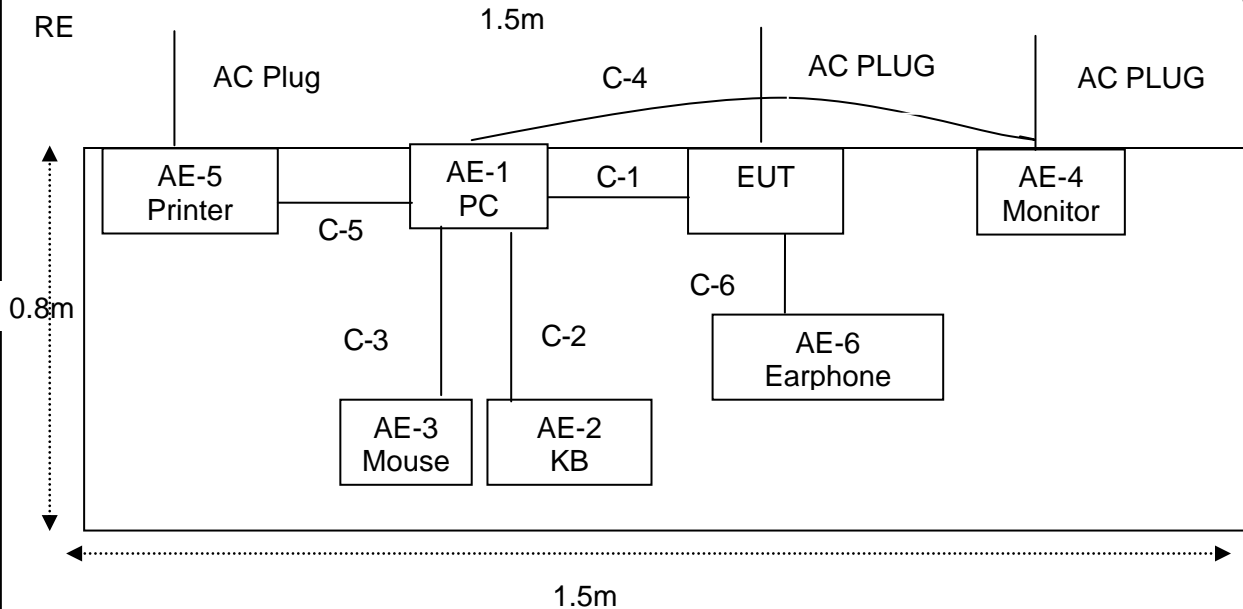 RE
1.5m
AC Plug
C-4
AC PLUG
AC PLUG
AE-5
Printer
AE-1
PC
C-1
EUT
AE-4
Monitor
C-5
C-6
0.8m
C-3
C-2
AE-6
Earphone
AE-3
Mouse
AE-2
KB
1.5m